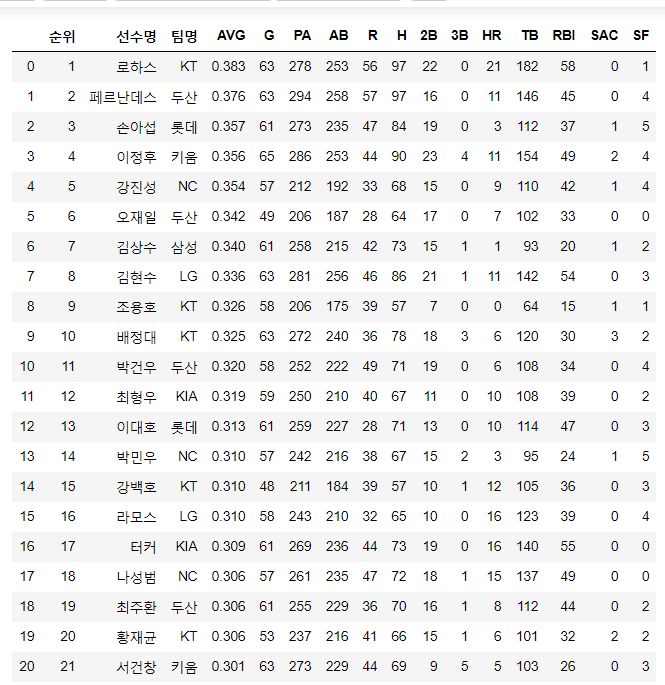 순위 선수명 팀명 AVG G PA AB R H 2B 3B HR TB RBI SAC SF
0 1 로하스 KT 0.383 63 278 253 56 97 22 0 21 182 58 0 1
1 2 페르난데스 두산 0.376 63 294 258 57 97 16 0 11 146 45 0 4
2 3 손아섭 롯데 0.357 61 273 235 47 84 19 0 3 112 37 1 5
3 4 이정후 키움 0.356 65 286 253 44 90 23 4 11 154 49 2 4
4 5 강진성 NC 0.354 57 212 192 33 68 15 0 9 110 42 1 4
5 6 오재일 두산 0.342 49 206 187 28 64 17 0 7 102 33 0 0
6 7 김상수 삼성 0.340 61 258 215 42 73 15 1 1 93 20 1 2
7 8 김현수 LG 0.336 63 281 256 46 86 21 1 11 142 54 0 3
8 9 조용호 KT 0.326 58 206 175 39 57 7 0 0 64 15 1 1
9 10 배정대 KT 0.325 63 272 240 36 78 18 3 6 120 30 3 2
10 11 박건우 두산 0.320 58 252 222 49 71 19 0 6 108 34 0 4
11 12 최형우 KIA 0.319 59 250 210 40 67 11 0 10 108 39 0 2
12 13 이대호 롯데 0.313 61 259 227 28 71 13 0 10 114 47 0 3
13 14 박민우 NC 0.310 57 242 216 38 67 15 2 3 95 24 1 5
14 15 강백호 KT 0.310 48 211 184 39 57 10 1 12 105 36 0 3
15 16 라모스 LG 0.310 58 243 210 32 65 10 0 16 123 39 0 4
16 17 터커 KIA 0.309 61 269 236 44 73 19 0 16 140 55 0 0
17 18 나성범 NC 0.306 57 261 235 47 72 18 1 15 137 49 0 0
18 19 최주환 두산 0.306 61 255 229 36 70 16 1 8 112 44 0 2
19 20 황재균 KT 0.306 53 237 216 41 66 15 1 6 101 32 2 2
20 21 서건창 키움 0.301 63 273 229 44 69 9 5 5 103 26 0 3